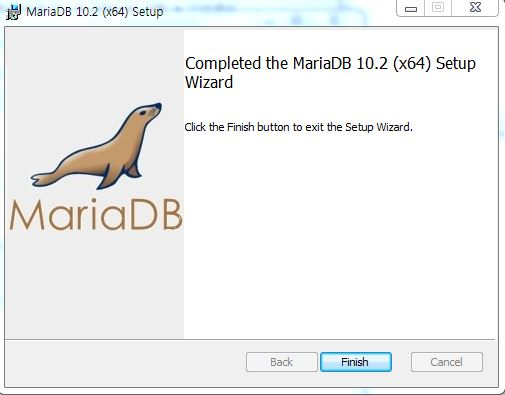 MariaDB 10.2 (x64) Setup
Completed the MariaDB 10.2 (x64) Setup
Wizard
Click the Finish button to exit the Setup Wizard.
MariaDB
Back
Finish
Cancel